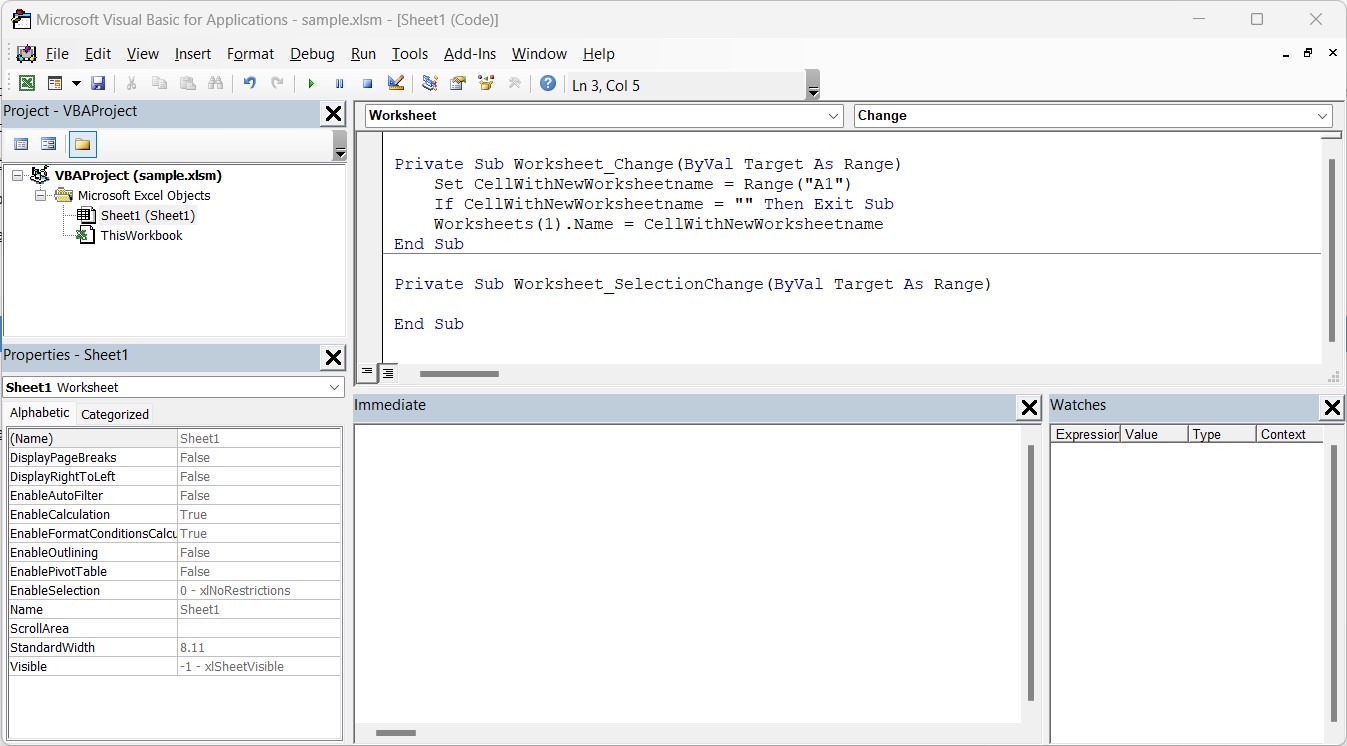 Microsoft Visual Basic for Applications - sample.xlsm - [Sheet1 (Code)]
File Edit View Insert Format Debug Run Tools Add-Ins Window Help
Ln 3, Col 5
Project - VBAProject
VBAProject (sample.xlsm)
Microsoft Excel Objects
Sheet1 (Sheet1)
ThisWorkbook
Properties - Sheet1
Sheet1 Worksheet
Alphabetic Categorized
(Name) Sheet1
DisplayPageBreaks False
DisplayRightToLeft False
EnableAutoFilter False
EnableCalculation True
EnableFormatConditionsCalcu True
EnableOutlining False
EnablePivotTable False
EnableSelection 0 - xlNoRestrictions
Name Sheet1
ScrollArea
StandardWidth 8.11
Visible -1 - xlSheetVisible
Worksheet Change
Private Sub Worksheet_Change(ByVal Target As Range)
    Set CellWithNewWorksheetname = Range("A1")
    If CellWithNewWorksheetname = "" Then Exit Sub
    Worksheets(1).Name = CellWithNewWorksheetname
End Sub
Private Sub Worksheet_SelectionChange(ByVal Target As Range)
End Sub
Immediate
Watches
Expression Value Type Context